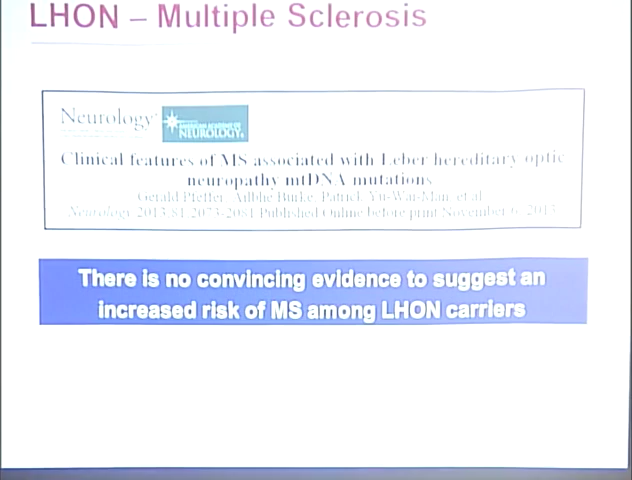 LHON – Multiple Sclerosis
Neurology
AMERICAN ACADEMY OF
NEUROLOGY
Clinical features of MS associated with Leber hereditary optic
neuropathy mtDNA mutations
Gerald Pfeffer, Ailbhe Burke, Patrick Yu-Wai-Man, et al
Neurology 2013;81;2073-2081 Published Online before print November 6, 2013
There is no convincing evidence to suggest an
increased risk of MS among LHON carriers